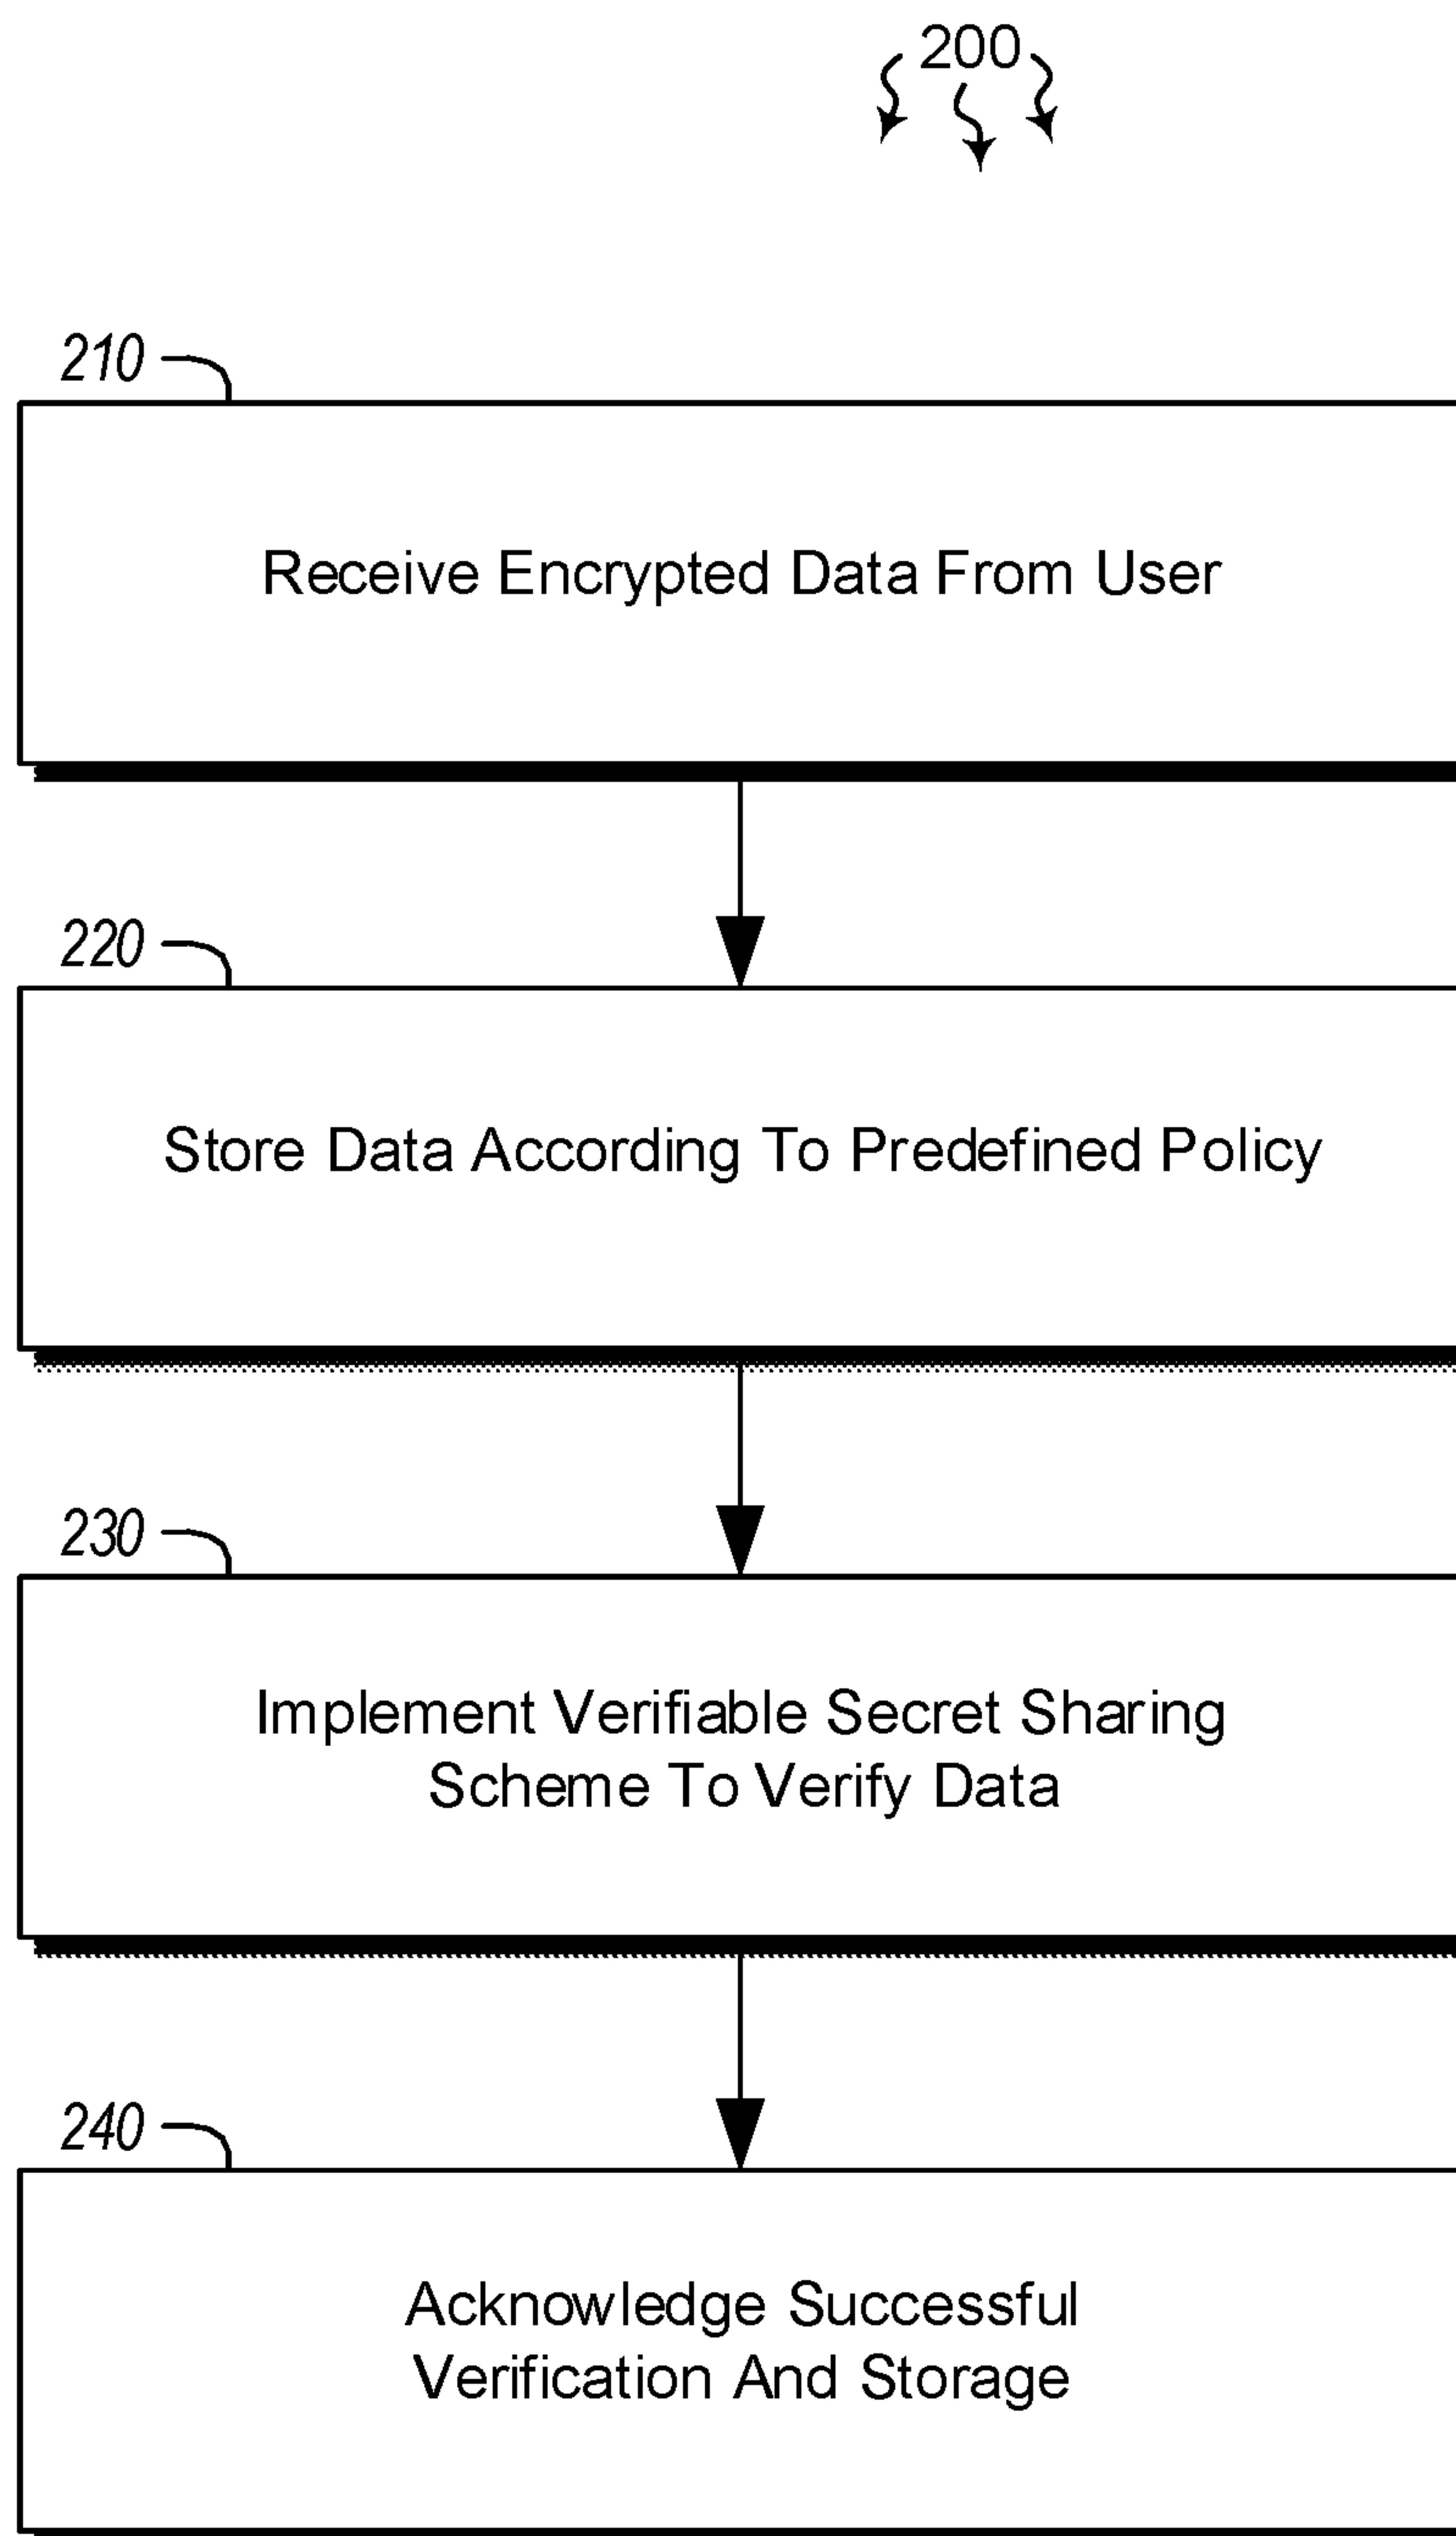 200
210
Receive Encrypted Data From User
220
Store Data According To Predefined Policy
230
Implement Verifiable Secret Sharing
Scheme To Verify Data
240
Acknowledge Successful
Verification And Storage